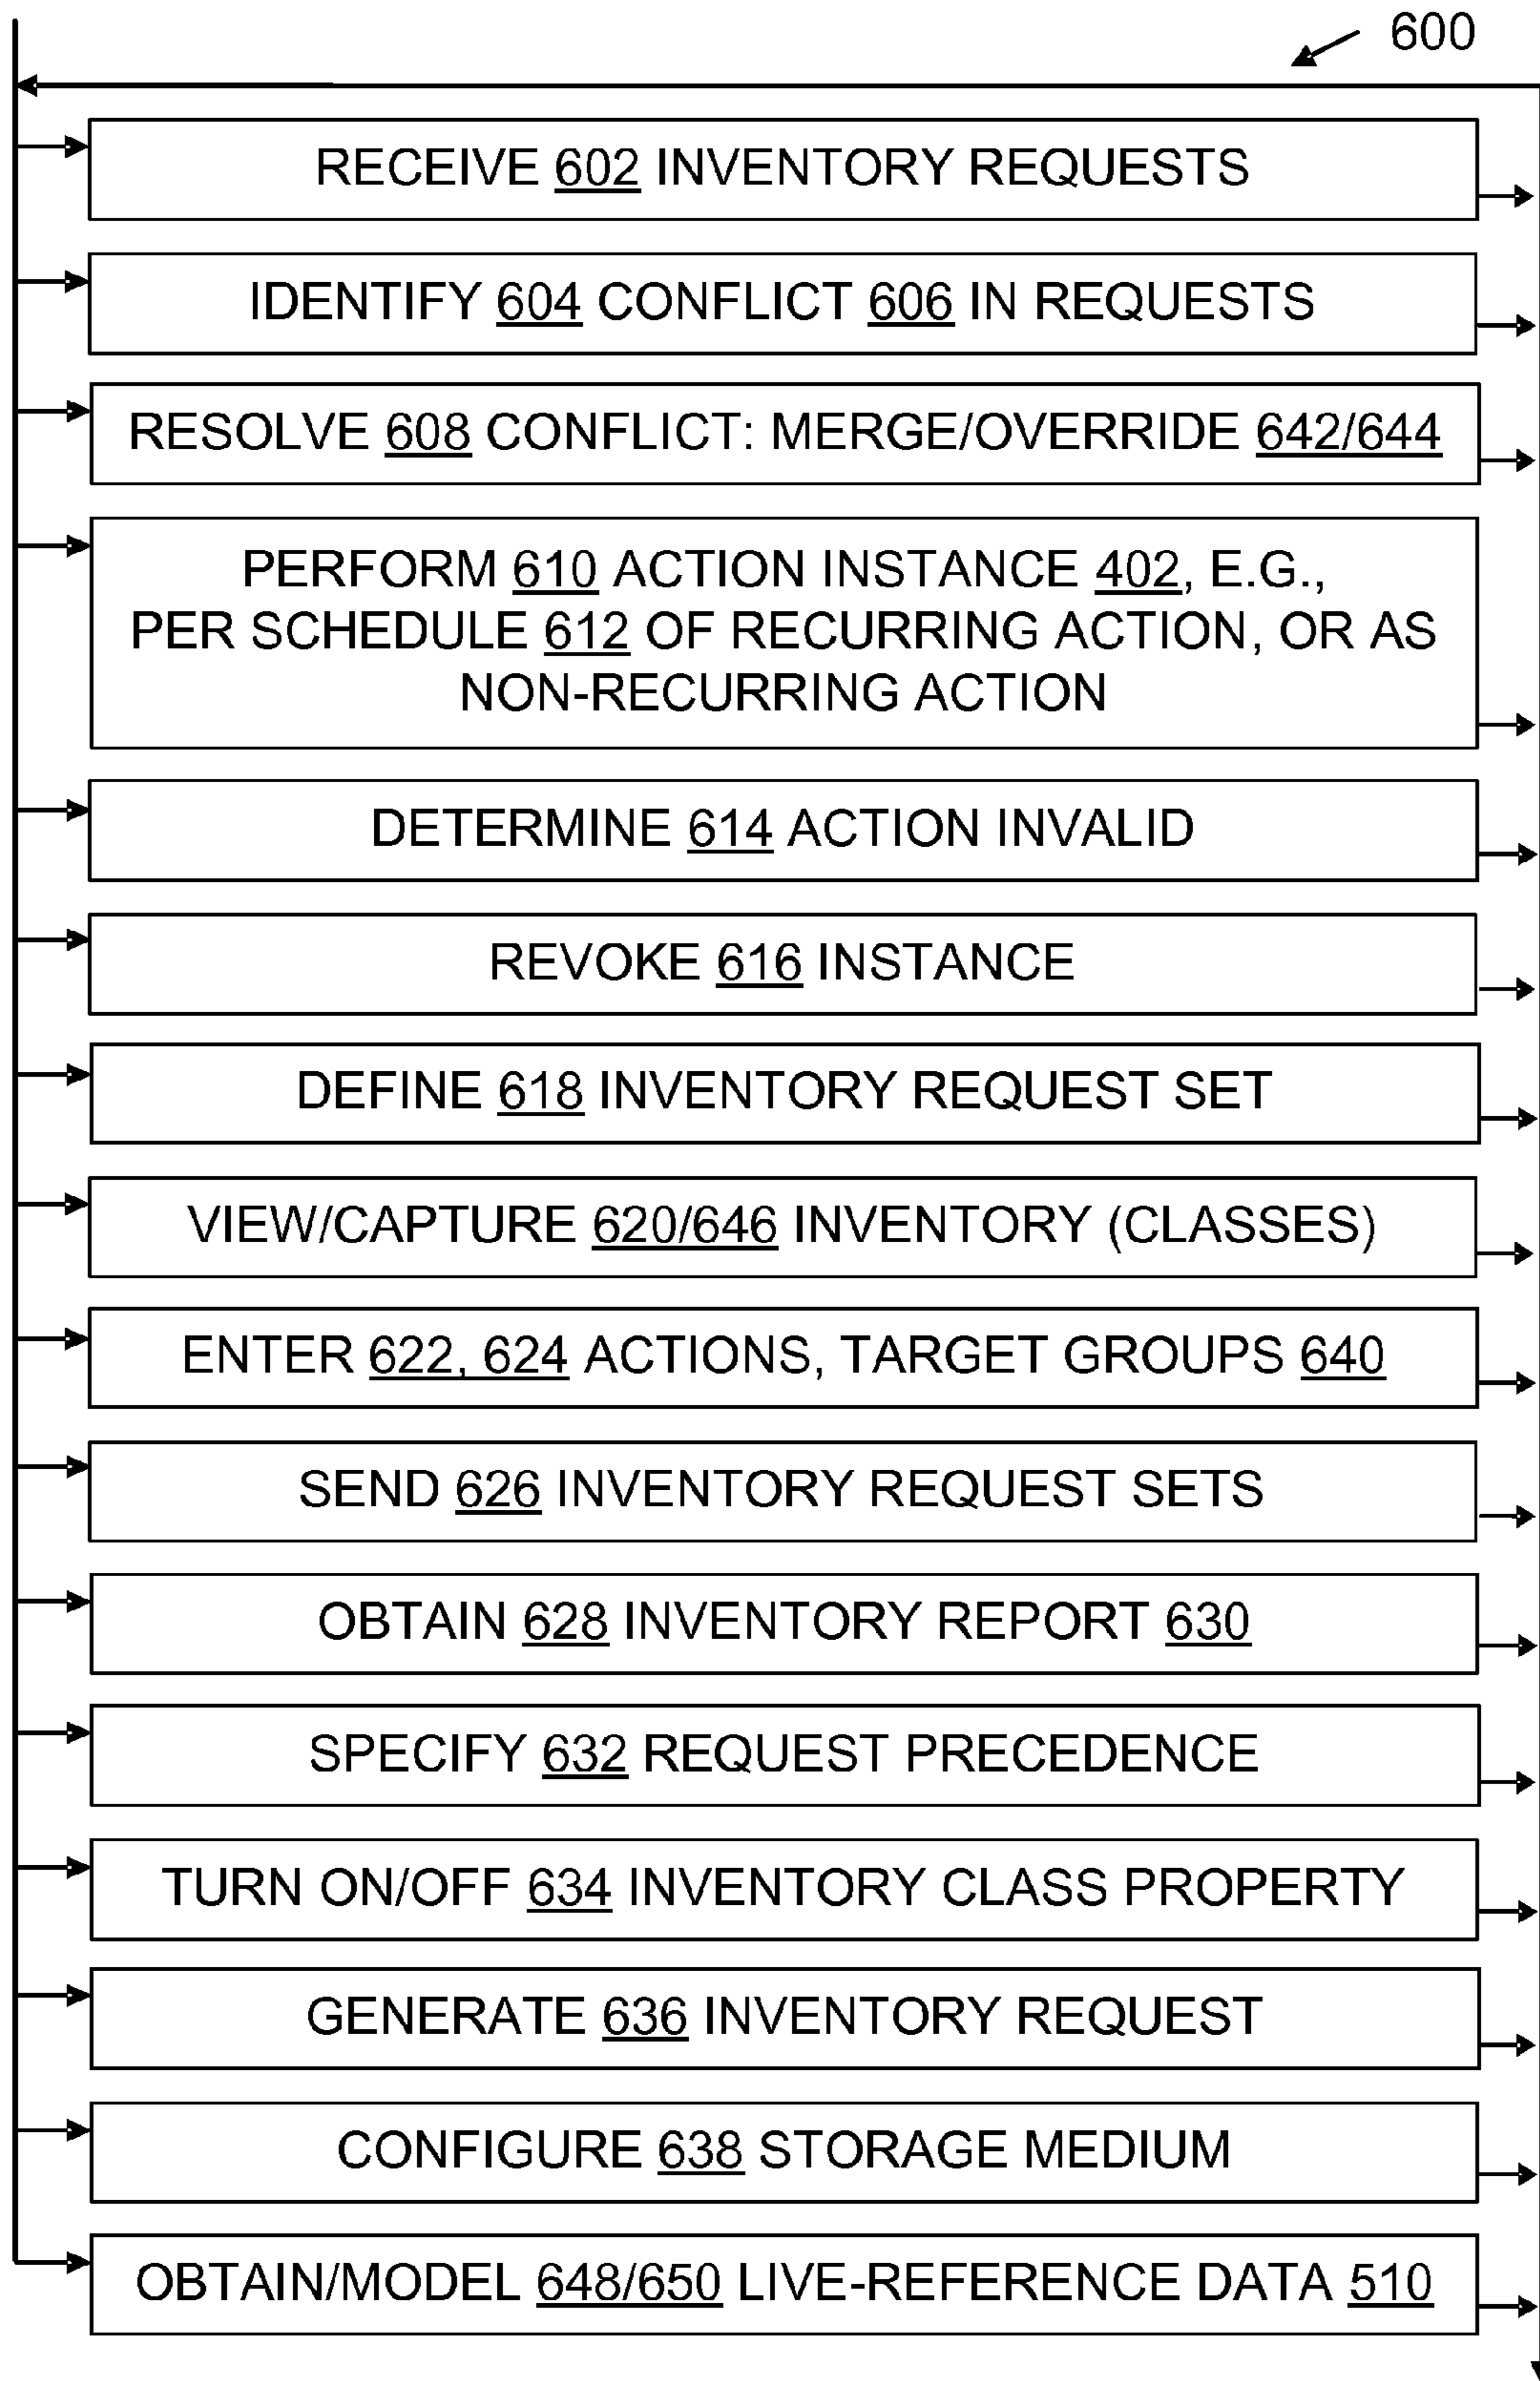 600
RECEIVE 602 INVENTORY REQUESTS
IDENTIFY 604 CONFLICT 606 IN REQUESTS
RESOLVE 608 CONFLICT: MERGE/OVERRIDE 642/644
PERFORM 610 ACTION INSTANCE 402, E.G.,
PER SCHEDULE 612 OF RECURRING ACTION, OR AS
NON-RECURRING ACTION
DETERMINE 614 ACTION INVALID
REVOKE 616 INSTANCE
DEFINE 618 INVENTORY REQUEST SET
VIEW/CAPTURE 620/646 INVENTORY (CLASSES)
ENTER 622, 624 ACTIONS, TARGET GROUPS 640
SEND 626 INVENTORY REQUEST SETS
OBTAIN 628 INVENTORY REPORT 630
SPECIFY 632 REQUEST PRECEDENCE
TURN ON/OFF 634 INVENTORY CLASS PROPERTY
GENERATE 636 INVENTORY REQUEST
CONFIGURE 638 STORAGE MEDIUM
OBTAIN/MODEL 648/650 LIVE-REFERENCE DATA 510